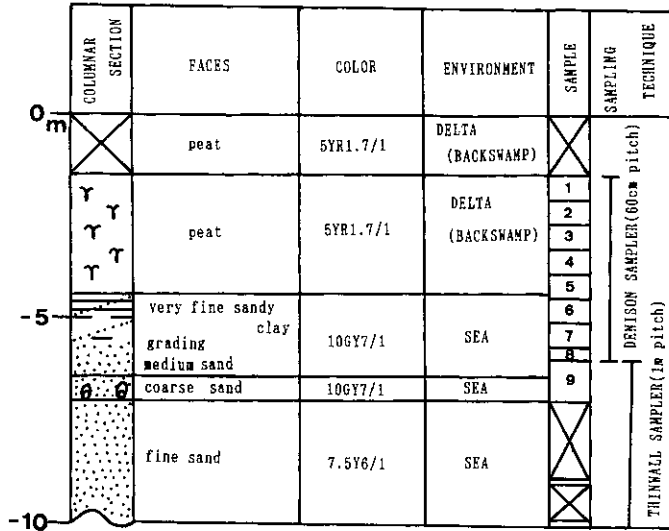 COLUMNAR SECTION
FACES
COLOR
ENVIRONMENT
SAMPLE
SAMPLING TECHNIQUE
0
m
peat
5YR1.7/1
DELTA
(BACKSWAMP)
peat
5YR1.7/1
DELTA
(BACKSWAMP)
1
2
3
4
5
6
7
8
9
-5
very fine sandy
clay
grading
medium sand
10GY7/1
SEA
coarse sand
10GY7/1
SEA
fine sand
7.5Y6/1
SEA
-10
DENISON SAMPLER(60cm pitch)
THINWALL SAMPLER(1m pitch)